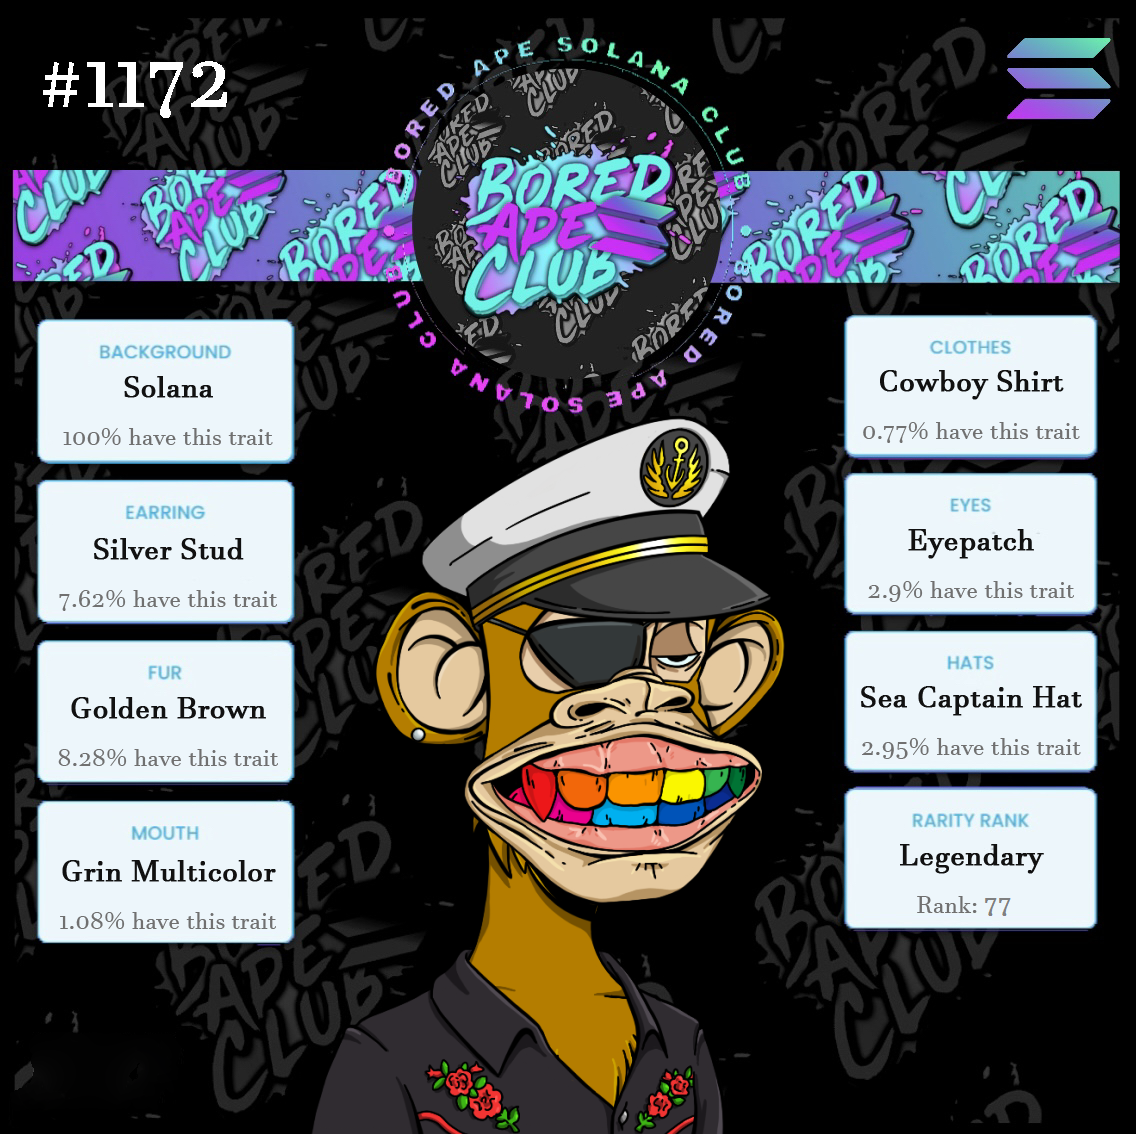 #1172
BORED APE SOLANA CLUB
BORED
APE
CLUB
BORED APE SOLANA CLUB
BACKGROUND
Solana
100% have this trait
EARRING
Silver Stud
7.62% have this trait
FUR
Golden Brown
8.28% have this trait
MOUTH
Grin Multicolor
1.08% have this trait
CLOTHES
Cowboy Shirt
0.77% have this trait
EYES
Eyepatch
2.9% have this trait
HATS
Sea Captain Hat
2.95% have this trait
RARITY RANK
Legendary
Rank: 77